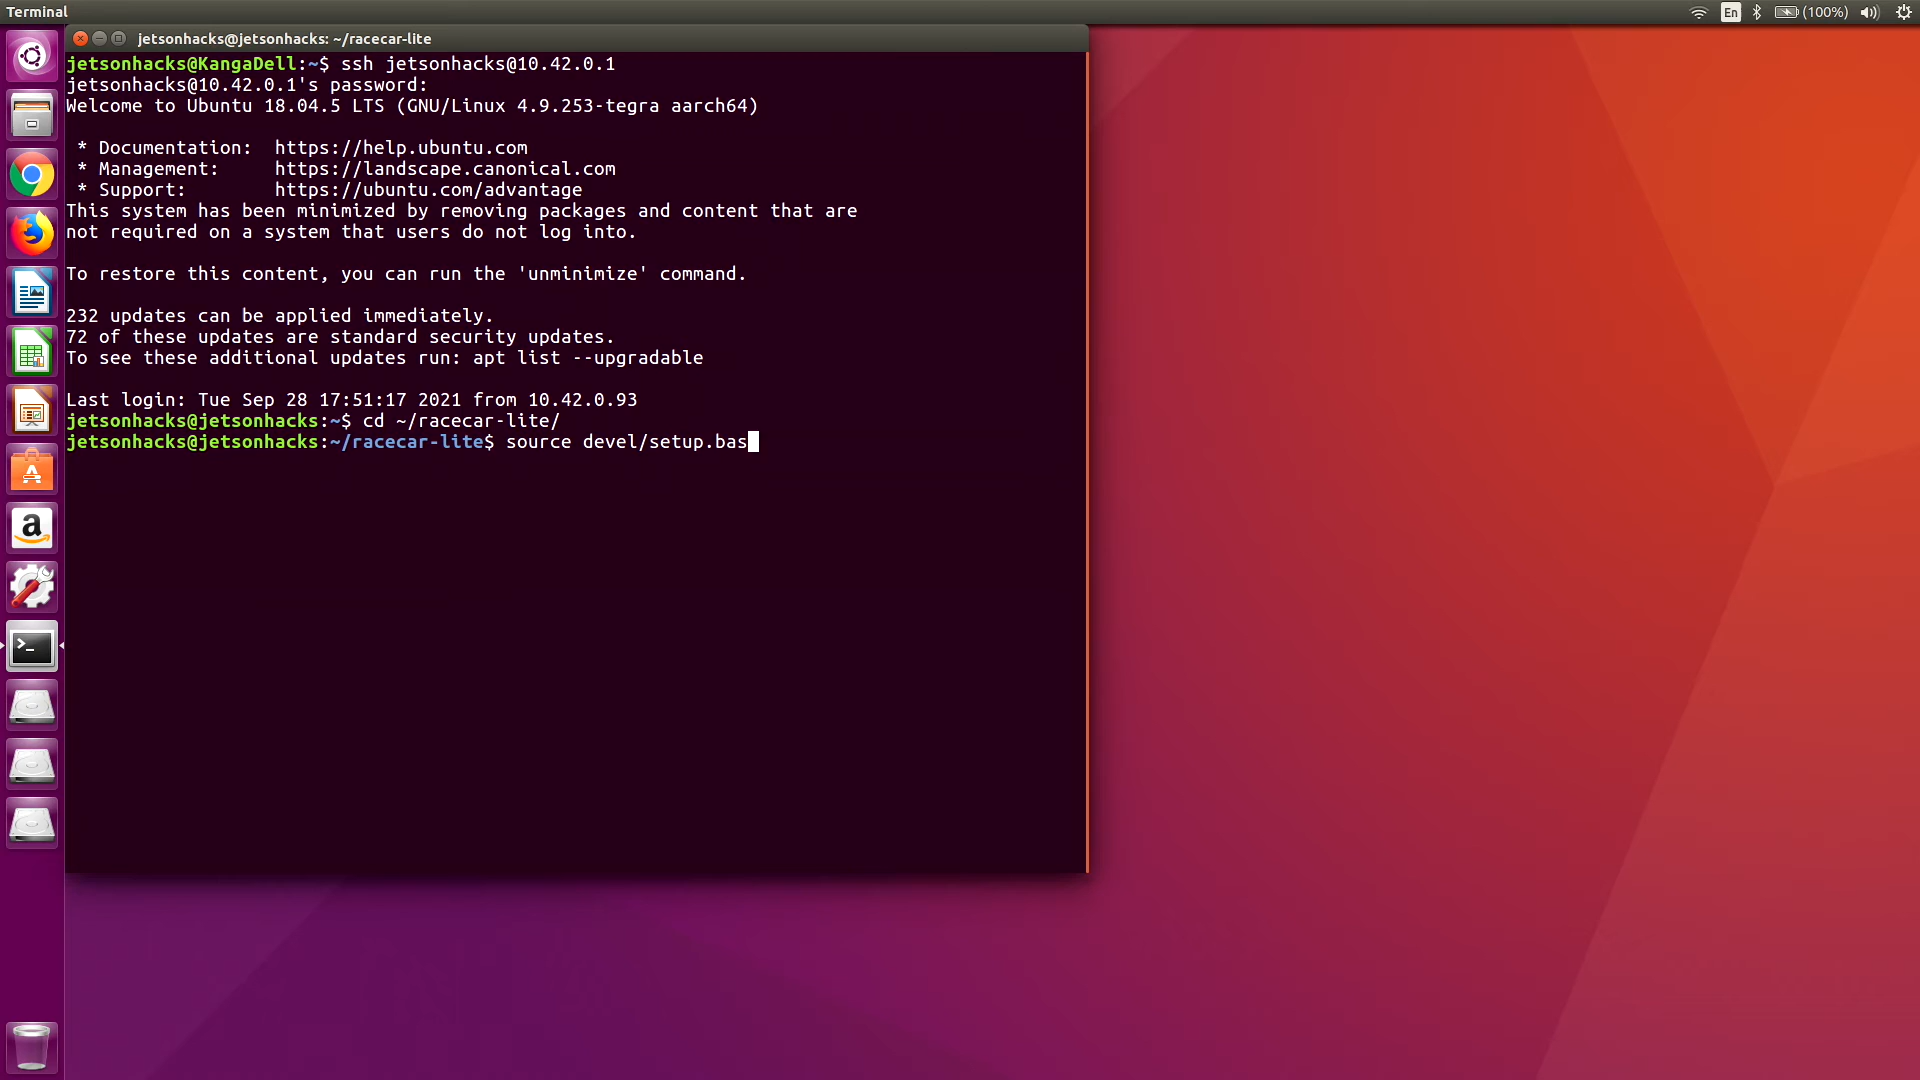 Terminal
En
(100%)
jetsonhacks@jetsonhacks: ~/racecar-lite
jetsonhacks@KangaDell:~$ ssh jetsonhacks@10.42.0.1
jetsonhacks@10.42.0.1's password:
Welcome to Ubuntu 18.04.5 LTS (GNU/Linux 4.9.253-tegra aarch64)
* Documentation:  https://help.ubuntu.com
* Management:     https://landscape.canonical.com
* Support:        https://ubuntu.com/advantage
This system has been minimized by removing packages and content that are
not required on a system that users do not log into.
To restore this content, you can run the 'unminimize' command.
232 updates can be applied immediately.
72 of these updates are standard security updates.
To see these additional updates run: apt list --upgradable
Last login: Tue Sep 28 17:51:17 2021 from 10.42.0.93
jetsonhacks@jetsonhacks:~$ cd ~/racecar-lite/
jetsonhacks@jetsonhacks:~/racecar-lite$ source devel/setup.bas